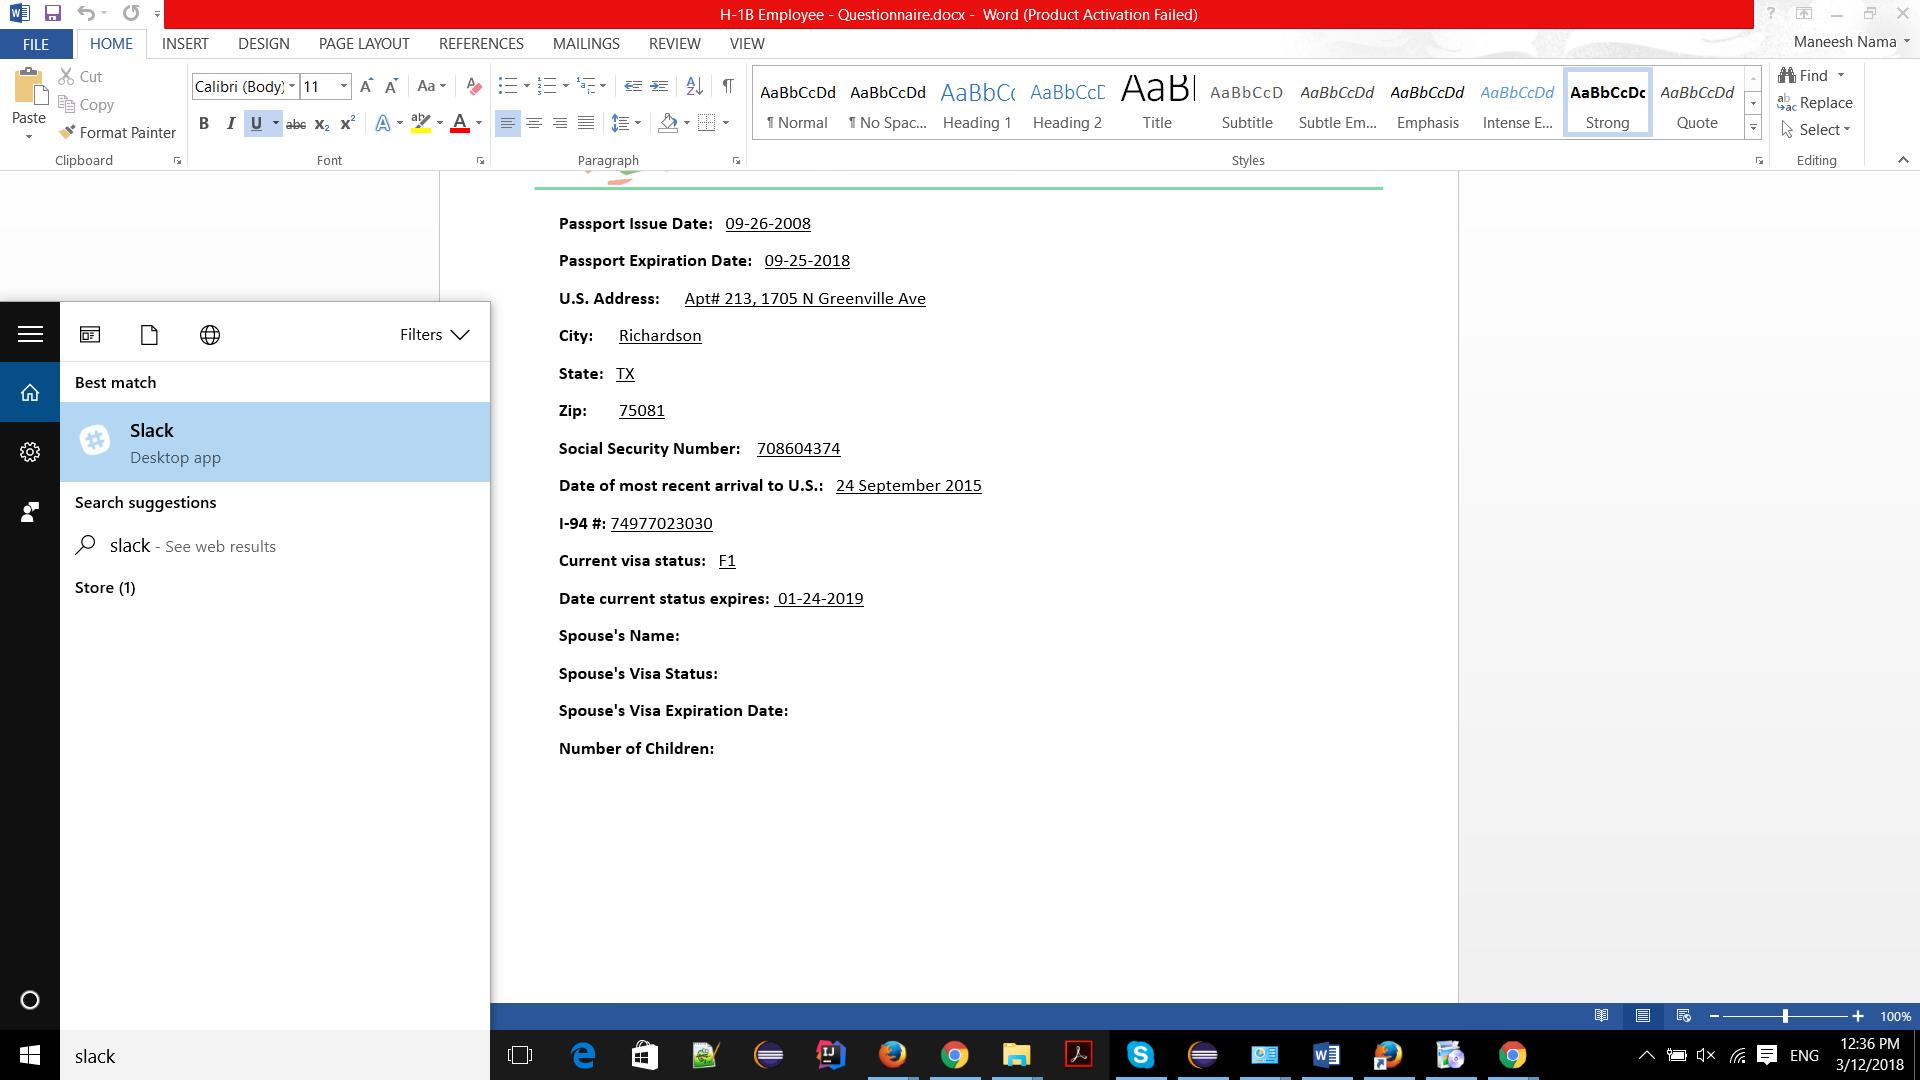 H-1B Employee - Questionnaire.docx - Word (Product Activation Failed)
FILE HOME INSERT DESIGN PAGE LAYOUT REFERENCES MAILINGS REVIEW VIEW
Maneesh Nama
Paste
Cut
Copy
Format Painter
Clipboard
Calibri (Body) 11
Font
Paragraph
AaBbCcDd AaBbCcDd AaBbC AaBbCcD AaBl AaBbCcD AaBbCcDd AaBbCcDd AaBbCcDd AaBbCcDc AaBbCcDd
¶ Normal ¶ No Spac... Heading 1 Heading 2 Title Subtitle Subtle Em... Emphasis Intense E... Strong Quote
Styles
Find
Replace
Select
Editing
Passport Issue Date: 09-26-2008
Passport Expiration Date: 09-25-2018
U.S. Address: Apt# 213, 1705 N Greenville Ave
City: Richardson
State: TX
Zip: 75081
Social Security Number: 708604374
Date of most recent arrival to U.S.: 24 September 2015
I-94 #: 74977023030
Current visa status: F1
Date current status expires: 01-24-2019
Spouse's Name:
Spouse's Visa Status:
Spouse's Visa Expiration Date:
Number of Children:
Filters
Best match
Slack
Desktop app
Search suggestions
slack - See web results
Store (1)
100%
slack
ENG
12:36 PM
3/12/2018